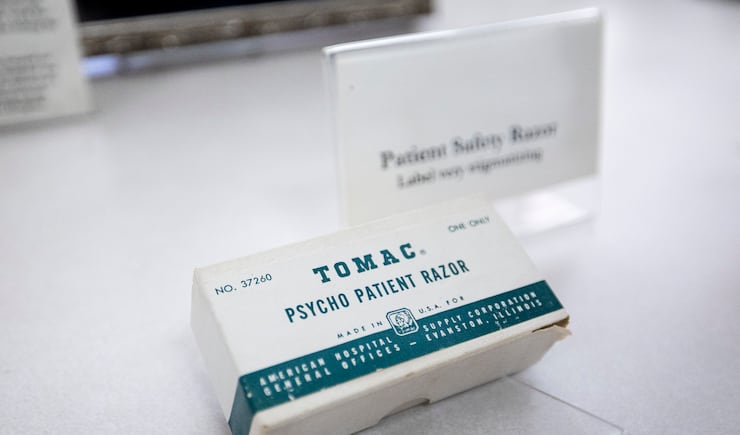 Patient Safety Razor
Label very stigmatizing
NO. 37260
ONE ONLY
TOMAC®
PSYCHO PATIENT RAZOR
MADE IN U.S.A. FOR
AMERICAN HOSPITAL SUPPLY CORPORATION
GENERAL OFFICES — EVANSTON, ILLINOIS